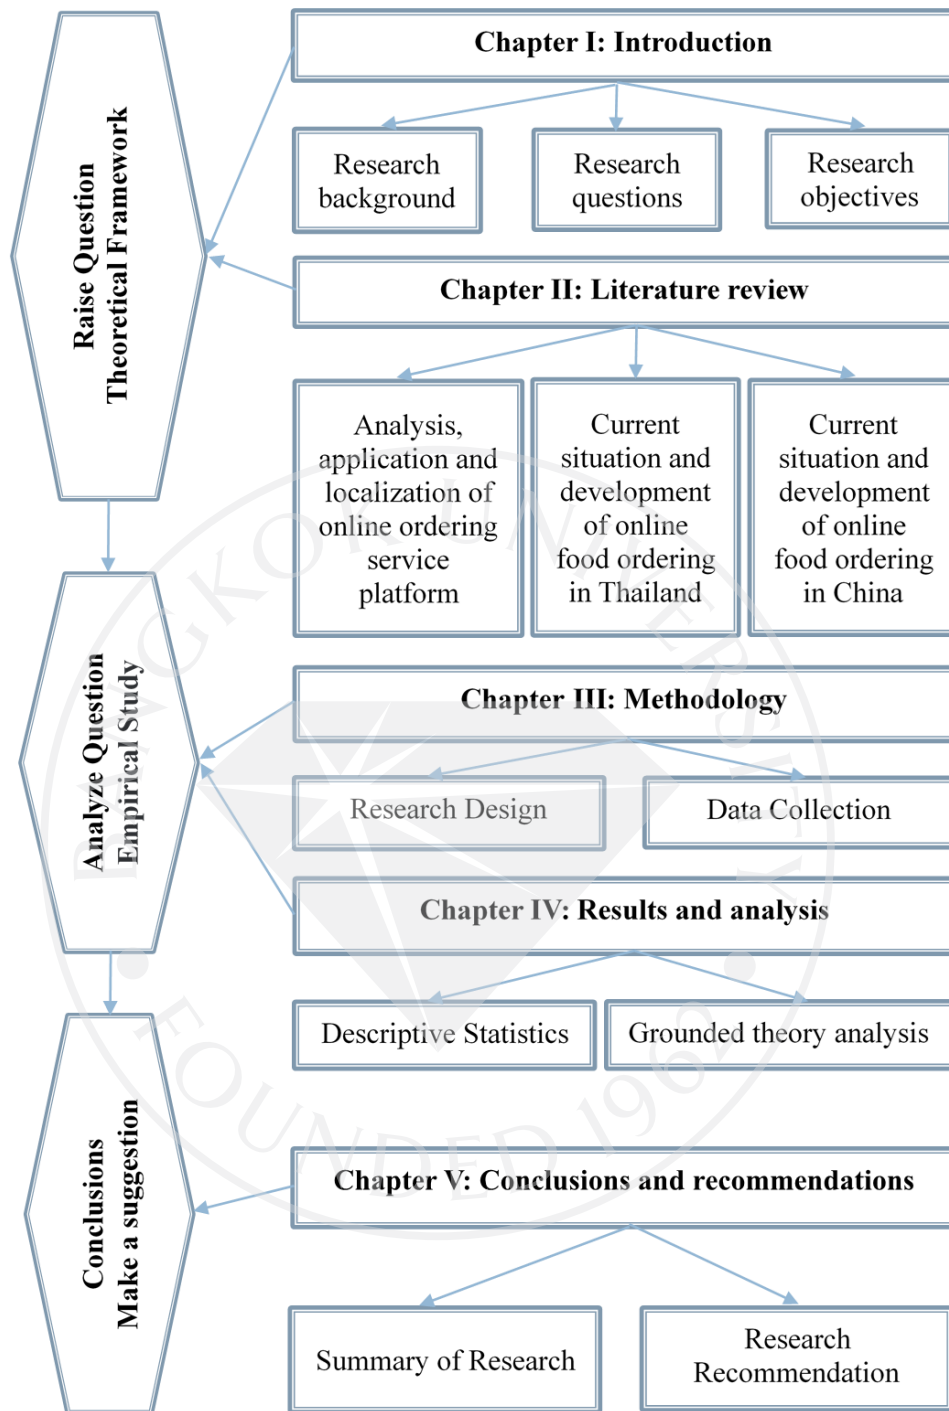 Raise Question
Theoretical Framework
Chapter I: Introduction
Research
background
Research
questions
Research
objectives
Chapter II: Literature review
Analysis,
application and
localization of
online ordering
service
platform
Current
situation and
development
of online
food ordering
in Thailand
Current
situation and
development
of online
food ordering
in China
Analyze Question
Empirical Study
Chapter III: Methodology
Research Design
Data Collection
Chapter IV: Results and analysis
Descriptive Statistics
Grounded theory analysis
Conclusions
Make a suggestion
Chapter V: Conclusions and recommendations
Summary of Research
Research
Recommendation
BANGKOK UNIVERSITY
FOUNDED 1962